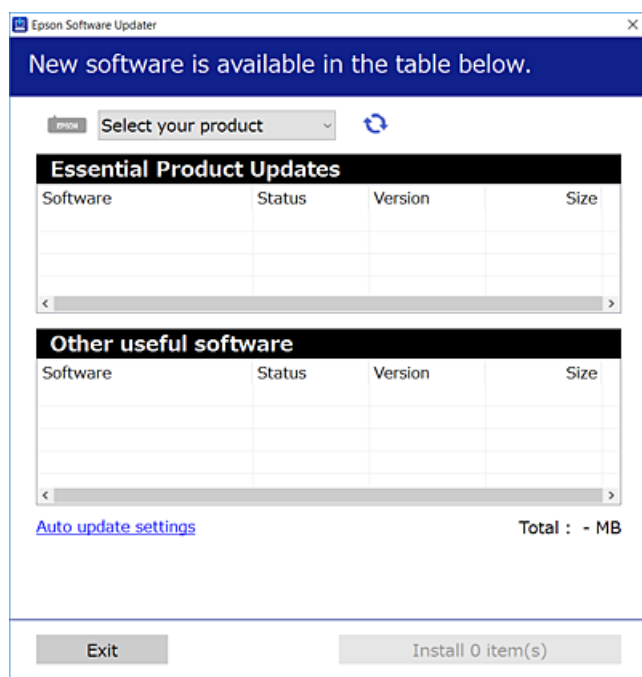 Epson Software Updater
New software is available in the table below.
EPSON
Select your product
Essential Product Updates
Software Status Version Size
Other useful software
Software Status Version Size
Auto update settings
Total : - MB
Exit
Install 0 item(s)